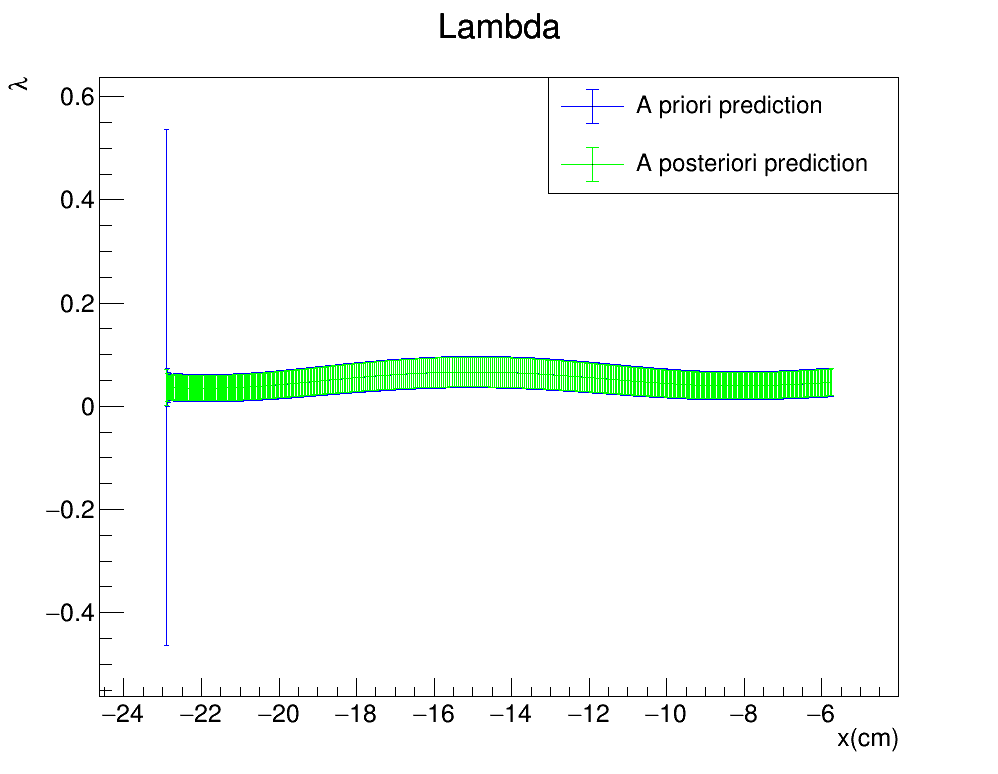 Lambda
λ
A priori prediction
A posteriori prediction
0.6
0.4
0.2
0
−0.2
−0.4
−24 −22 −20 −18 −16 −14 −12 −10 −8 −6
x(cm)